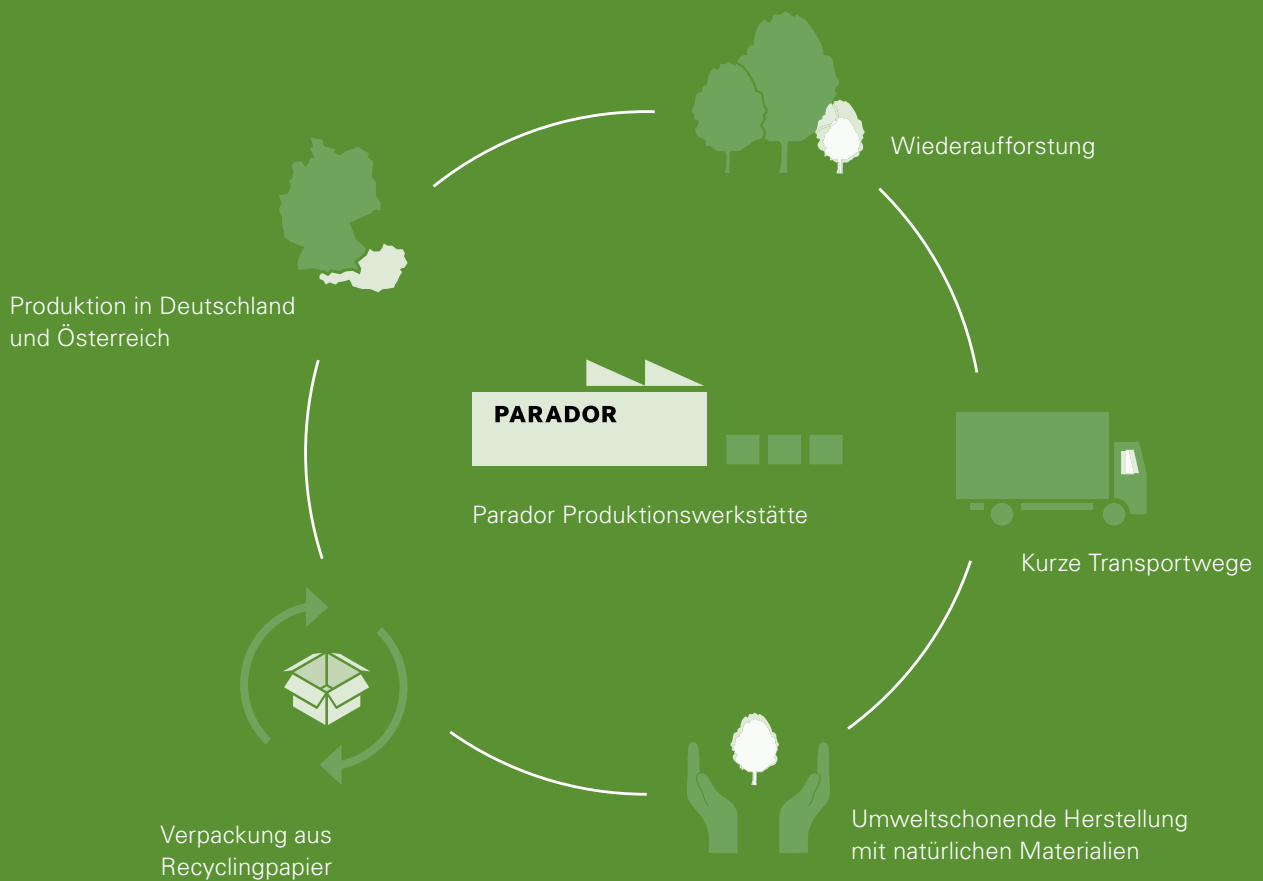 Wiederaufforstung
Produktion in Deutschland
und Österreich
PARADOR
Parador Produktionswerkstätte
Kurze Transportwege
Umweltschonende Herstellung
mit natürlichen Materialien
Verpackung aus
Recyclingpapier